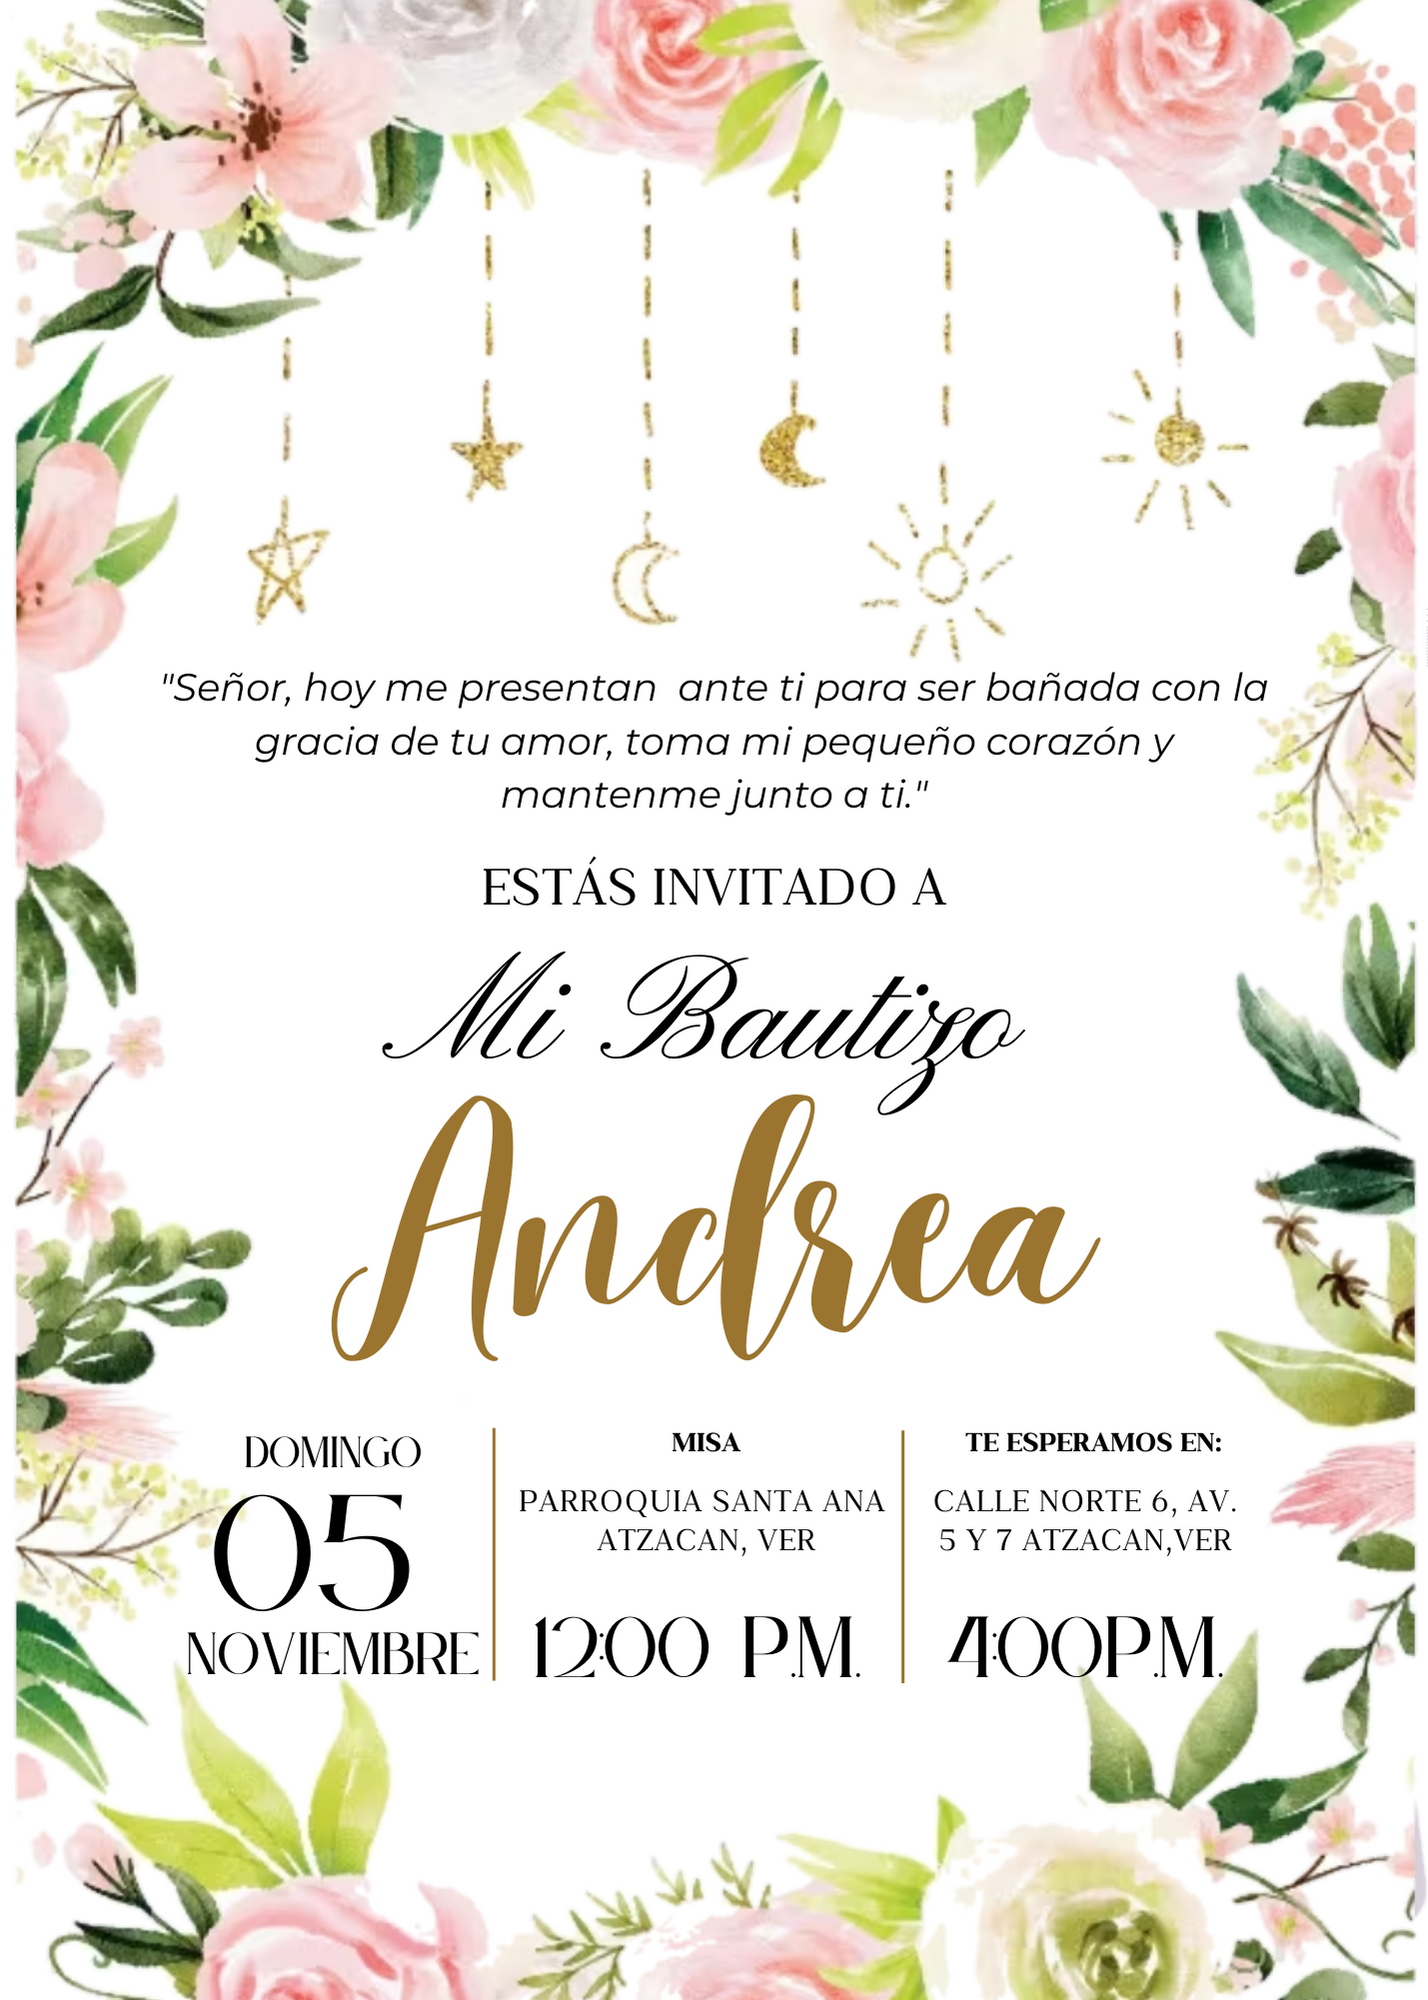 "Señor, hoy me presentan  ante ti para ser bañada con la
gracia de tu amor, toma mi pequeño corazón y
mantenme junto a ti."
ESTÁS INVITADO A
Mi Bautizo
Andrea
DOMINGO
05
NOVIEMBRE
MISA
PARROQUIA SANTA ANA
ATZACAN, VER
12:00 P.M.
TE ESPERAMOS EN:
CALLE NORTE 6, AV.
5 Y 7 ATZACAN,VER
4:00P.M.